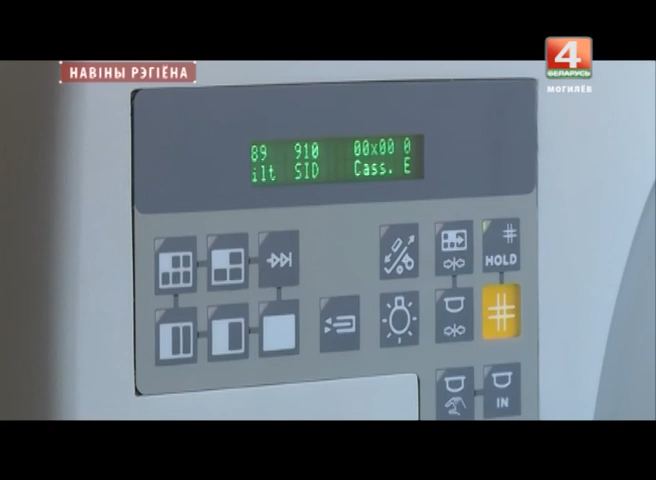 НАВІНЫ РЭГІЁНА
4
БЕЛАРУСЬ
МОГИЛЁВ
89 910 00x00 0
ilt SID Cass. E
HOLD
IN